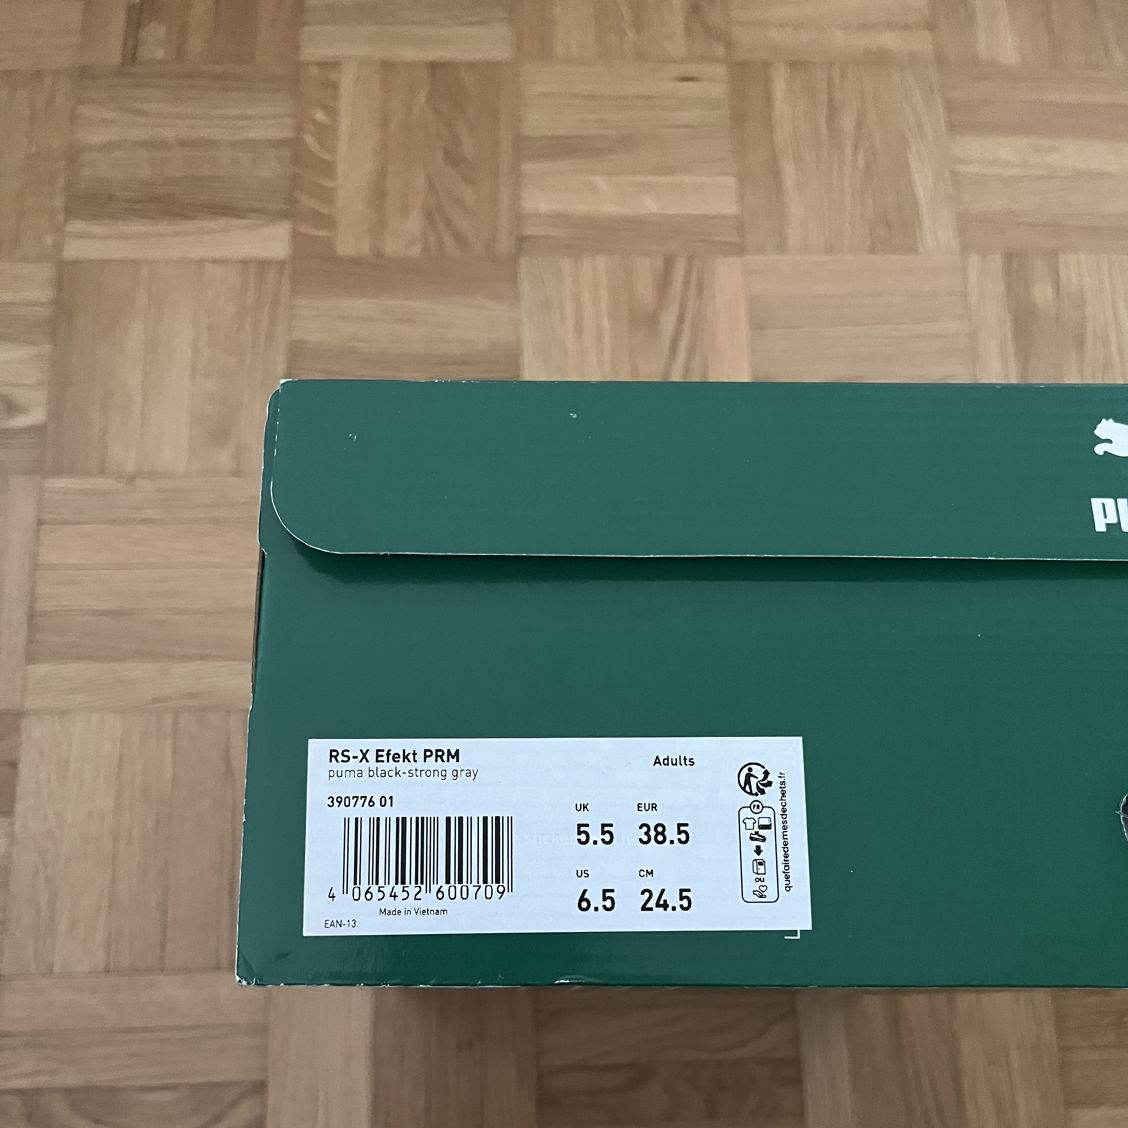 RS-X Efekt PRM
puma black-strong gray
Adults
390776 01
UK
EUR
5.5
38.5
US
CM
6.5
24.5
4 065452 600709
Made in Vietnam
EAN-13
FR
quefairedemesdechets.fr